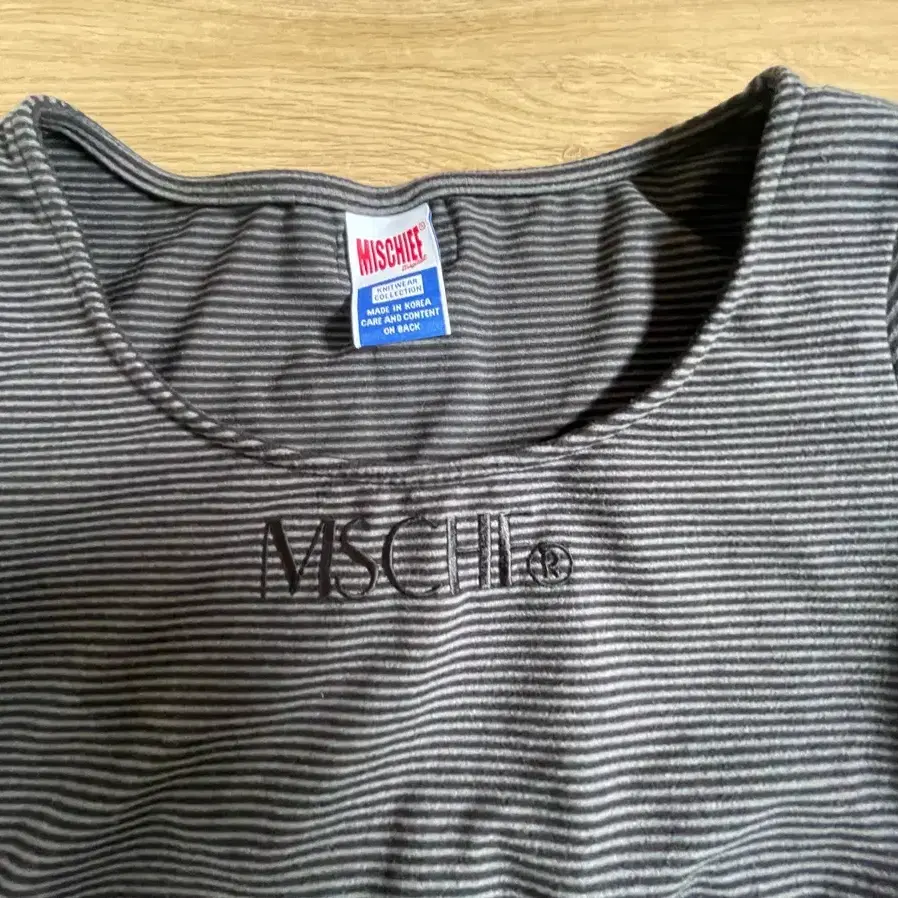 MISCHIEF®
KNITWEAR
COLLECTION
MADE IN KOREA
CARE AND CONTENT
ON BACK
MSCHF®